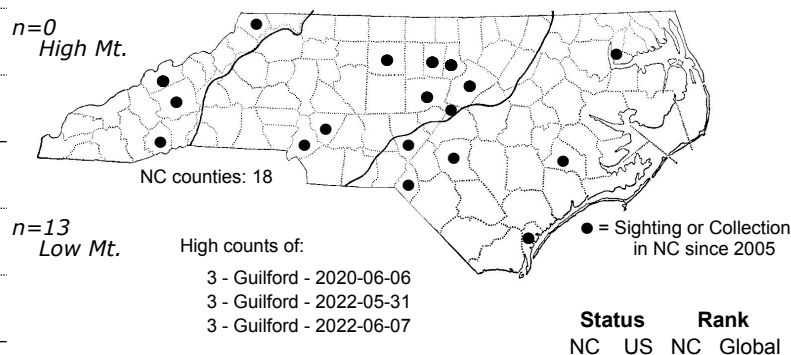 n=0
High Mt.
NC counties: 18
n=13
Low Mt.
High counts of:
3 - Guilford - 2020-06-06
3 - Guilford - 2022-05-31
3 - Guilford - 2022-06-07
● = Sighting or Collection
in NC since 2005
Status Rank
NC US NC Global